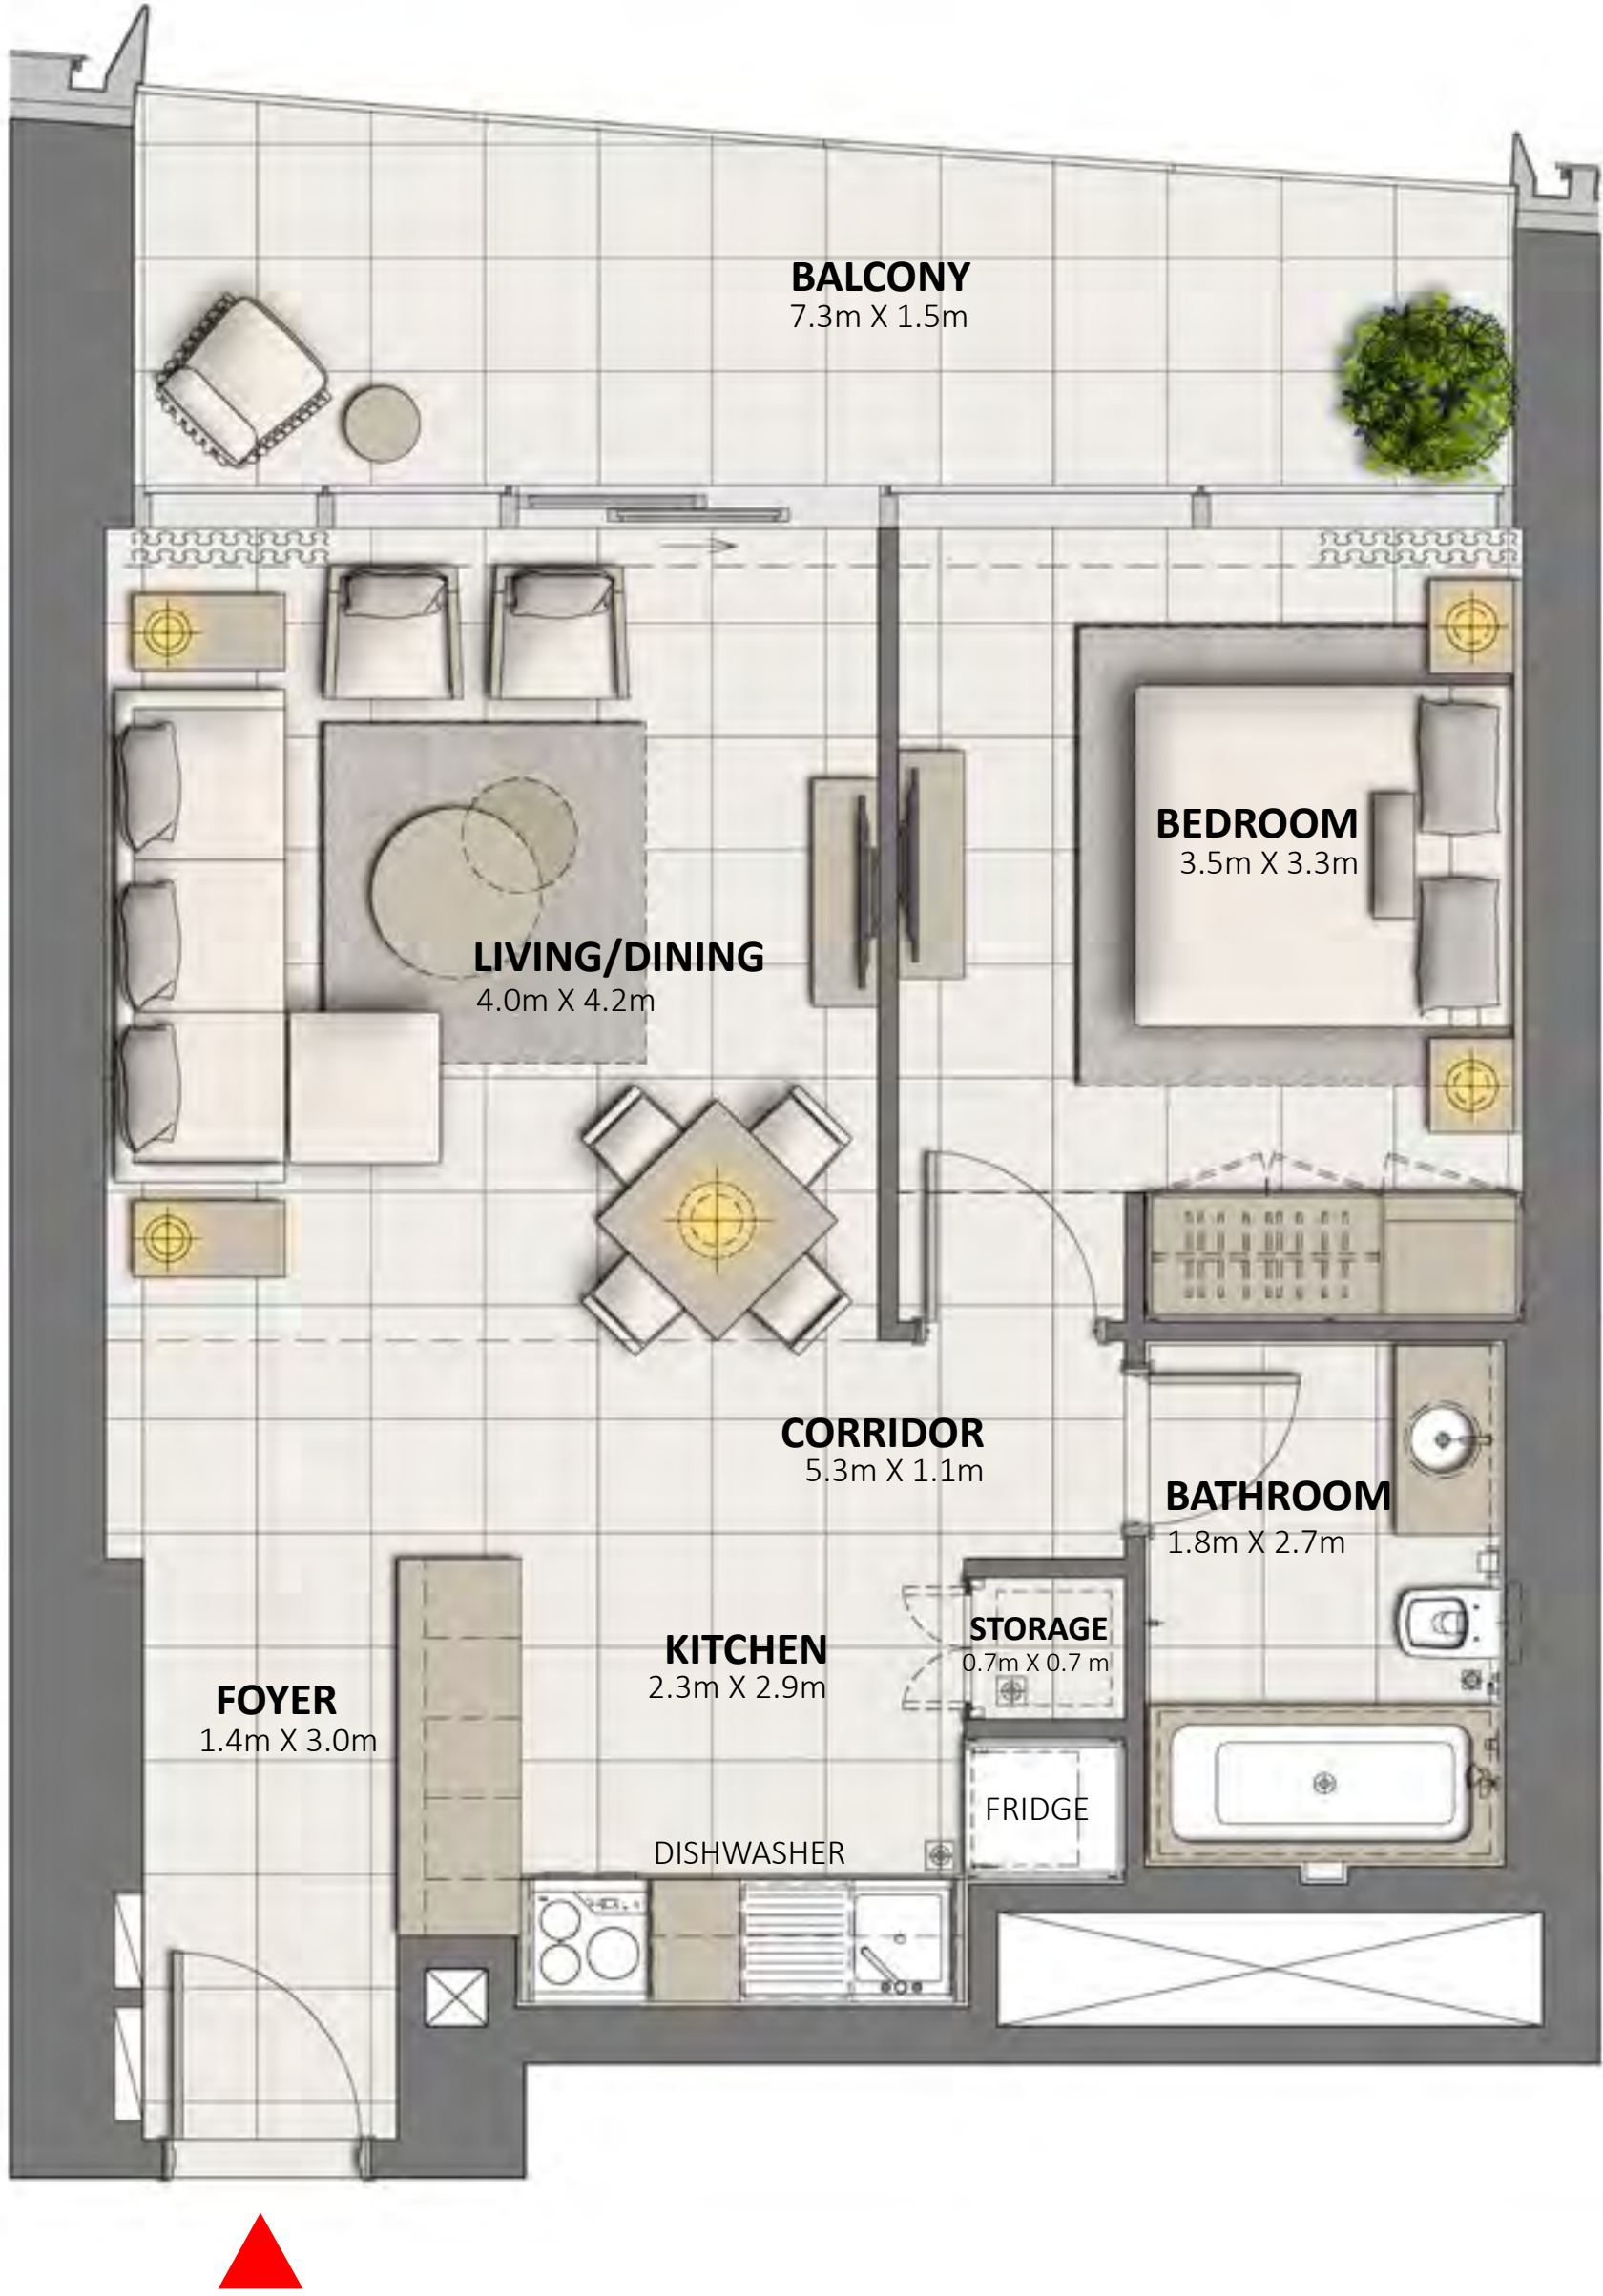 BALCONY
7.3m X 1.5m
BEDROOM
3.5m X 3.3m
LIVING/DINING
4.0m X 4.2m
CORRIDOR
5.3m X 1.1m
BATHROOM
1.8m X 2.7m
STORAGE
0.7m X 0.7 m
KITCHEN
2.3m X 2.9m
FOYER
1.4m X 3.0m
FRIDGE
DISHWASHER